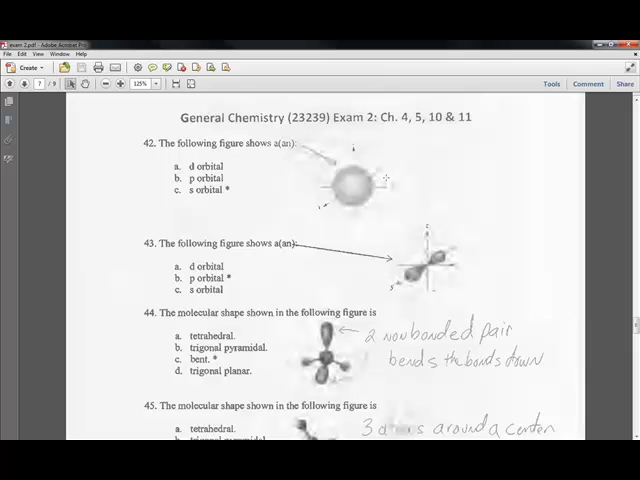 exam 2.pdf - Adobe Acrobat Pro
File Edit View Window Help
Create
7 / 9 125% Tools Comment Share
General Chemistry (23239) Exam 2: Ch. 4, 5, 10 & 11
42. The following figure shows a(an):
a. d orbital
b. p orbital
c. s orbital *
43. The following figure shows a(an):
a. d orbital
b. p orbital *
c. s orbital
44. The molecular shape shown in the following figure is
a. tetrahedral.
b. trigonal pyramidal.
c. bent. *
d. trigonal planar.
2 nonbonded pair
bends the bonds down
45. The molecular shape shown in the following figure is
a. tetrahedral.
b. trigonal pyramidal
3 atoms around a center